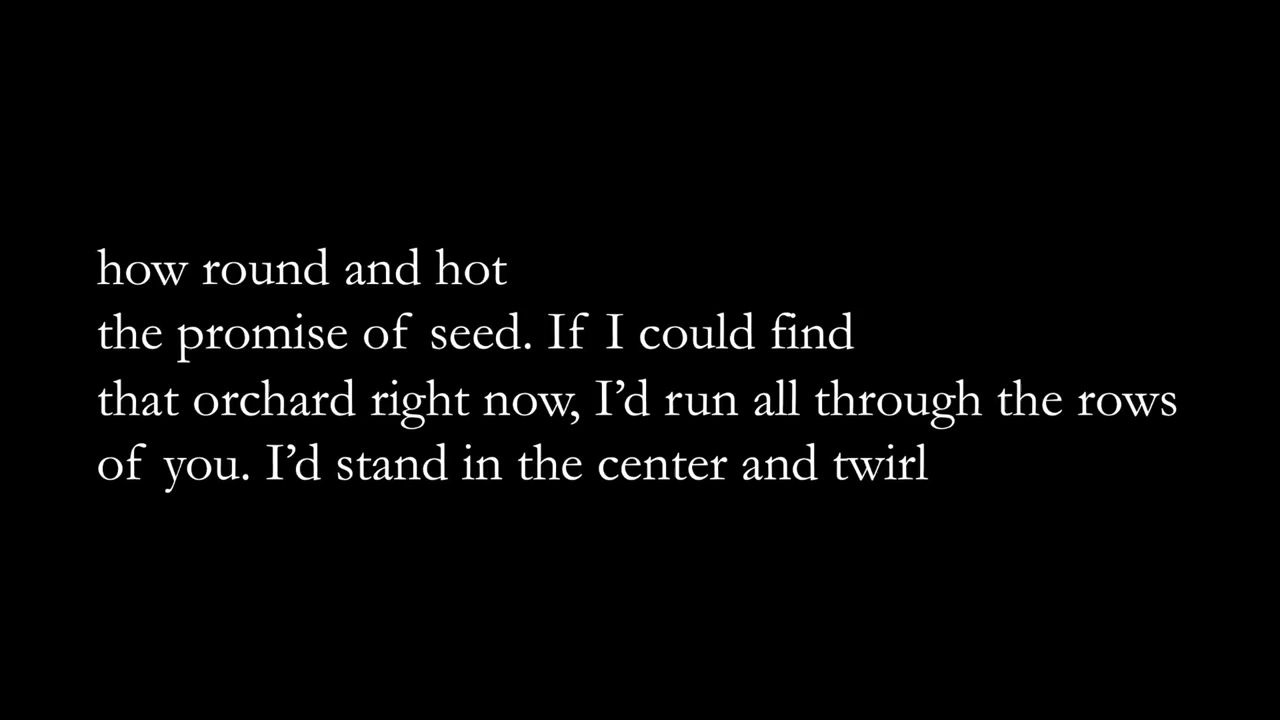 how round and hot
the promise of seed. If I could find
that orchard right now, I’d run all through the rows
of you. I’d stand in the center and twirl